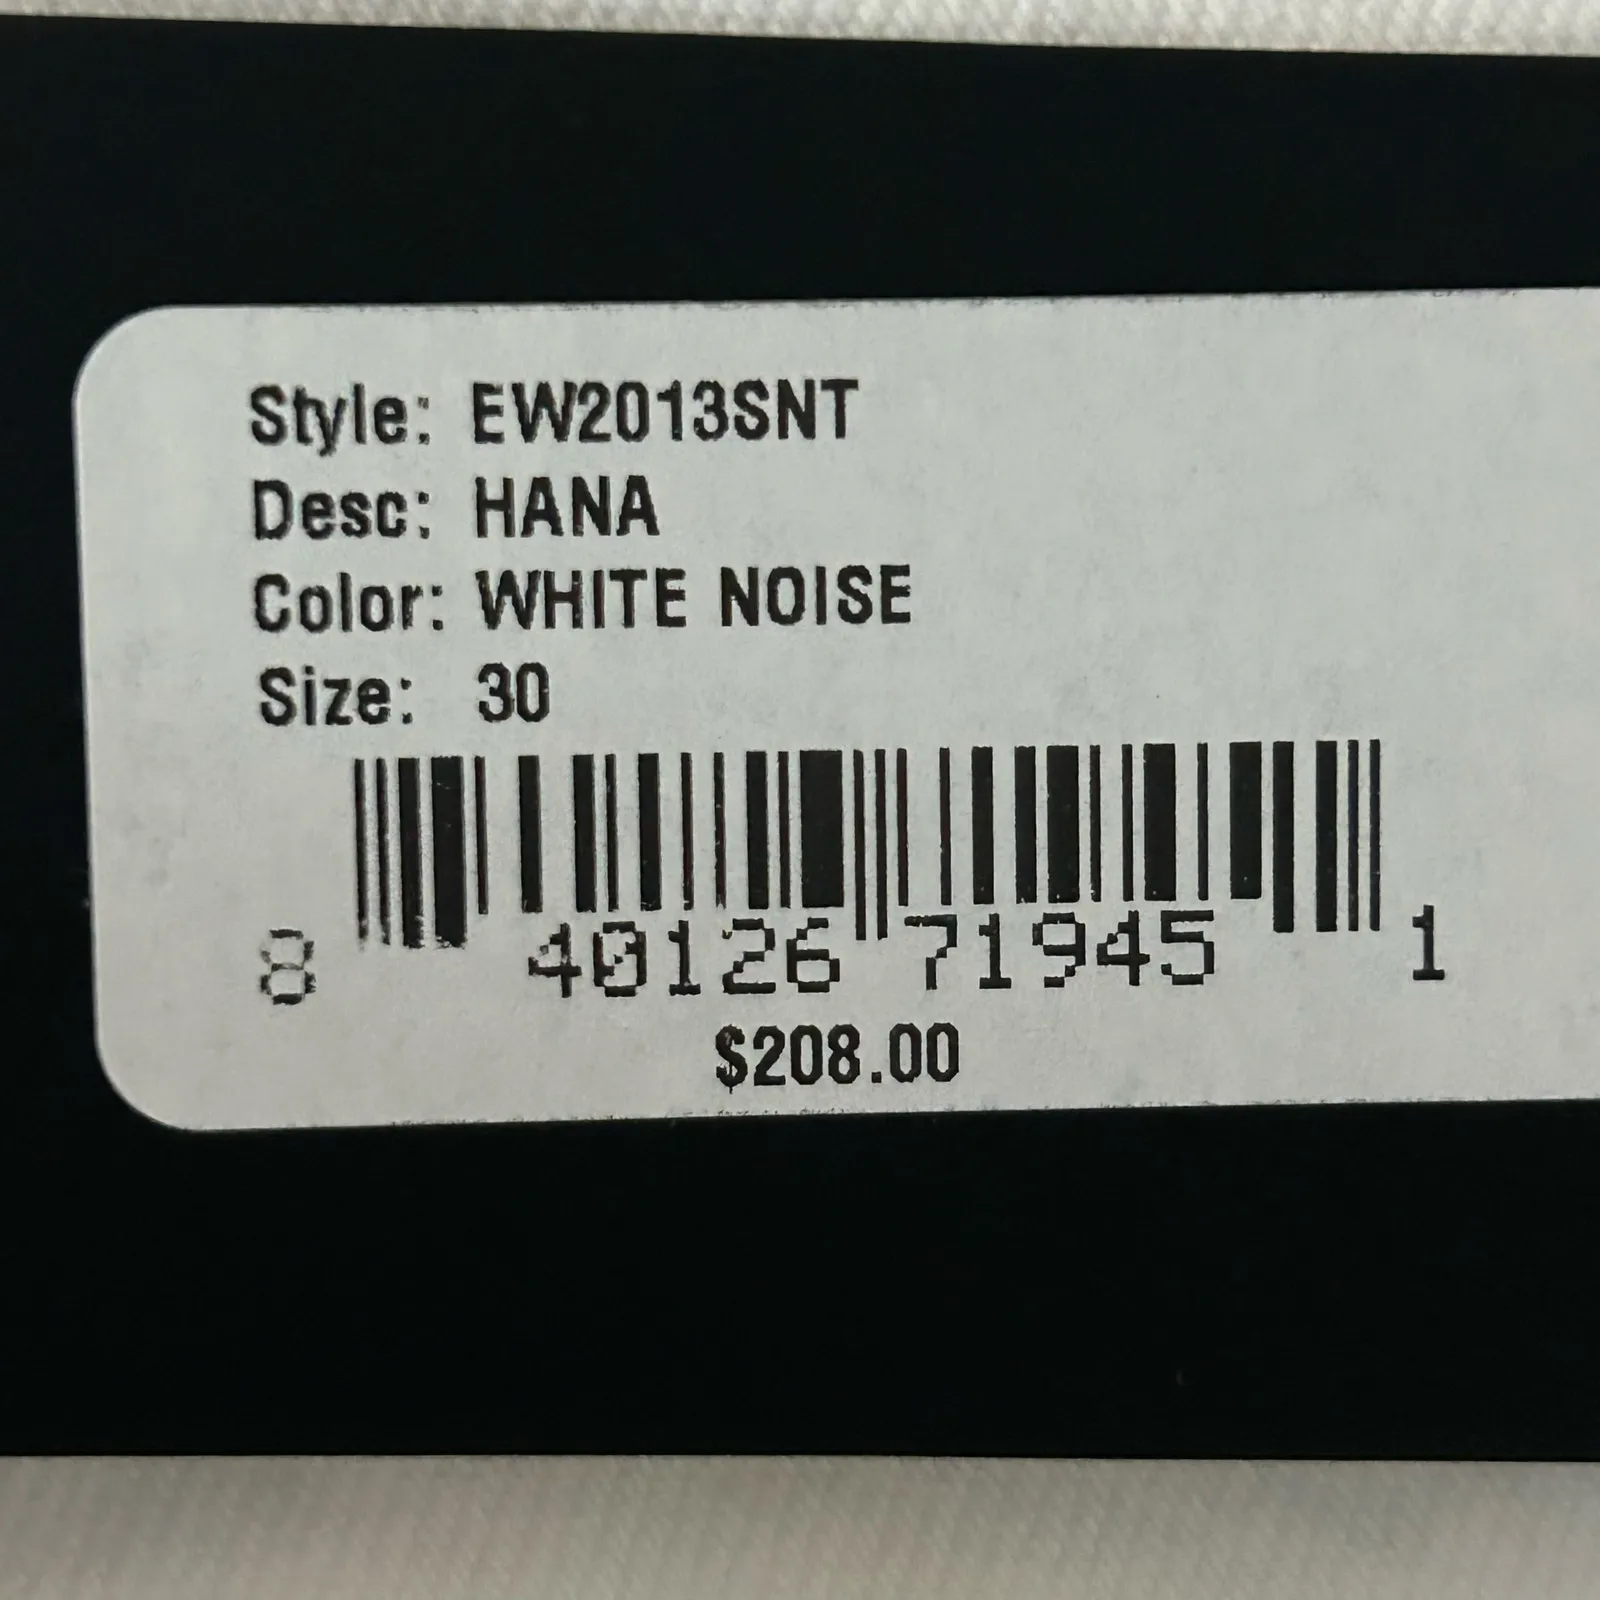 Style: EW2013SNT
Desc: HANA
Color: WHITE NOISE
Size: 30
8 40126 71945 1
$208.00